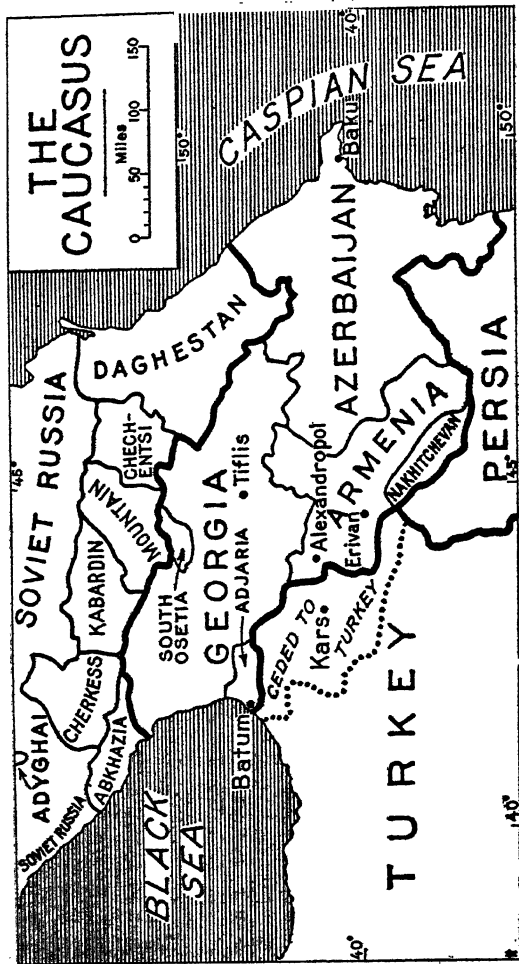 THE
CAUCASUS
Miles
0 50 100 150
40°
45°
50°
50°
45°
40°
40°
SOVIET RUSSIA
ADYGHAI
CHERKESS
KABARDIN
MOUNTAIN
CHECH-
ENTSI
DAGHESTAN
CASPIAN SEA
SOVIET RUSSIA
ABKHAZIA
BLACK
SEA
SOUTH
OSETIA
GEORGIA
Tiflis
ADJARIA
Batum
AZERBAIJAN
Baku
Alexandropol
ARMENIA
Erivan
NAKHITCHEVAN
CEDED TO
Kars
TURKEY
TURKEY
PERSIA